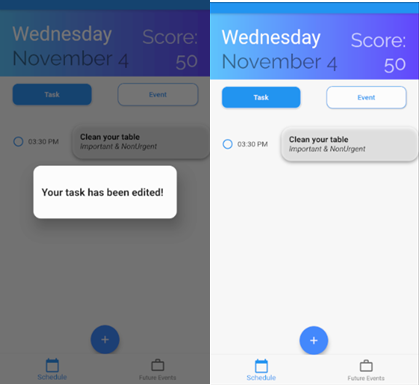 Wednesday
Score:
November 4
50
Task
Event
03:30 PM
Clean your table
Important & NonUrgent
Your task has been edited!
+
Schedule
Future Events
Wednesday
Score:
November 4
50
Task
Event
03:30 PM
Clean your table
Important & NonUrgent
+
Schedule
Future Events